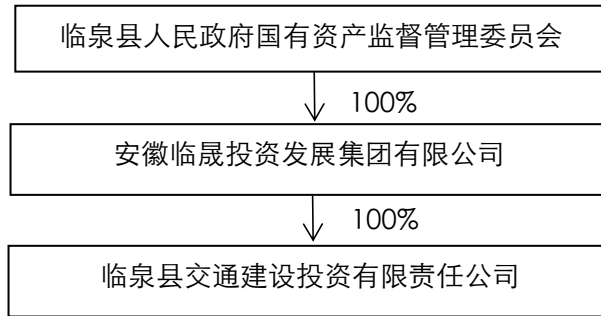 临泉县人民政府国有资产监督管理委员会
100%
安徽临晟投资发展集团有限公司
100%
临泉县交通建设投资有限责任公司